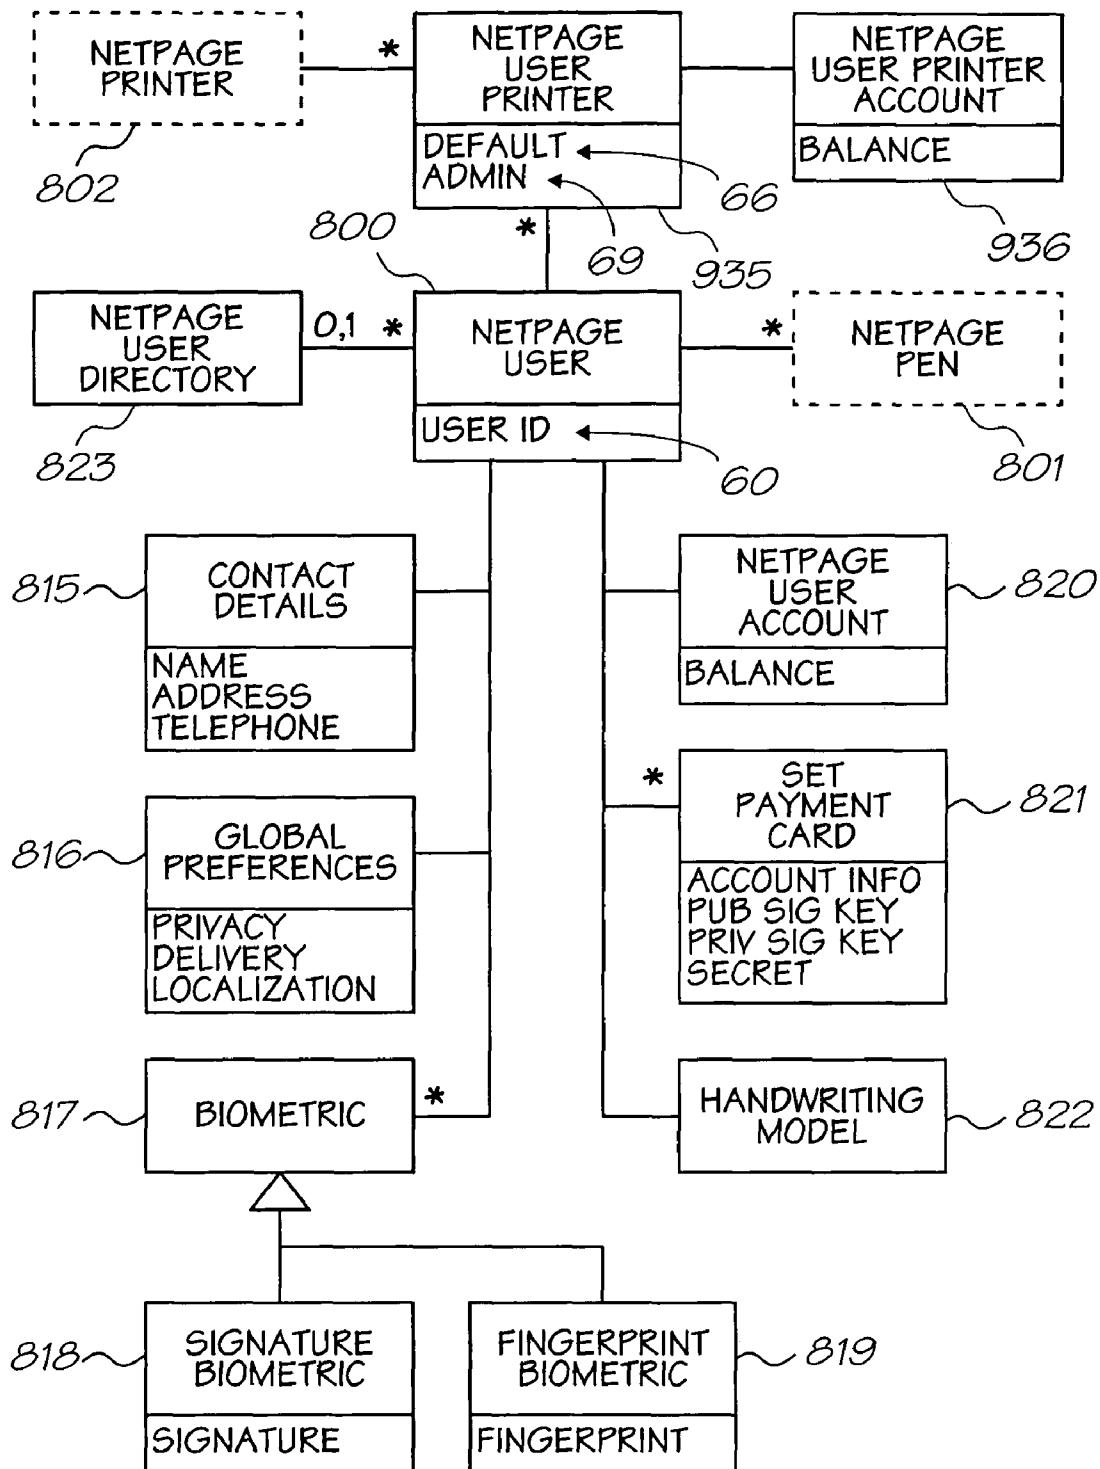 NETPAGE
PRINTER
802
*
NETPAGE
USER
PRINTER
DEFAULT
ADMIN
66
69
935
NETPAGE
USER PRINTER
ACCOUNT
BALANCE
936
*
800
NETPAGE
USER
DIRECTORY
823
0,1
*
NETPAGE
USER
USER ID
60
*
NETPAGE
PEN
801
815
CONTACT
DETAILS
NAME
ADDRESS
TELEPHONE
NETPAGE
USER
ACCOUNT
BALANCE
820
816
GLOBAL
PREFERENCES
PRIVACY
DELIVERY
LOCALIZATION
*
SET
PAYMENT
CARD
ACCOUNT INFO
PUB SIG KEY
PRIV SIG KEY
SECRET
821
817
BIOMETRIC
*
HANDWRITING
MODEL
822
818
SIGNATURE
BIOMETRIC
SIGNATURE
FINGERPRINT
BIOMETRIC
FINGERPRINT
819